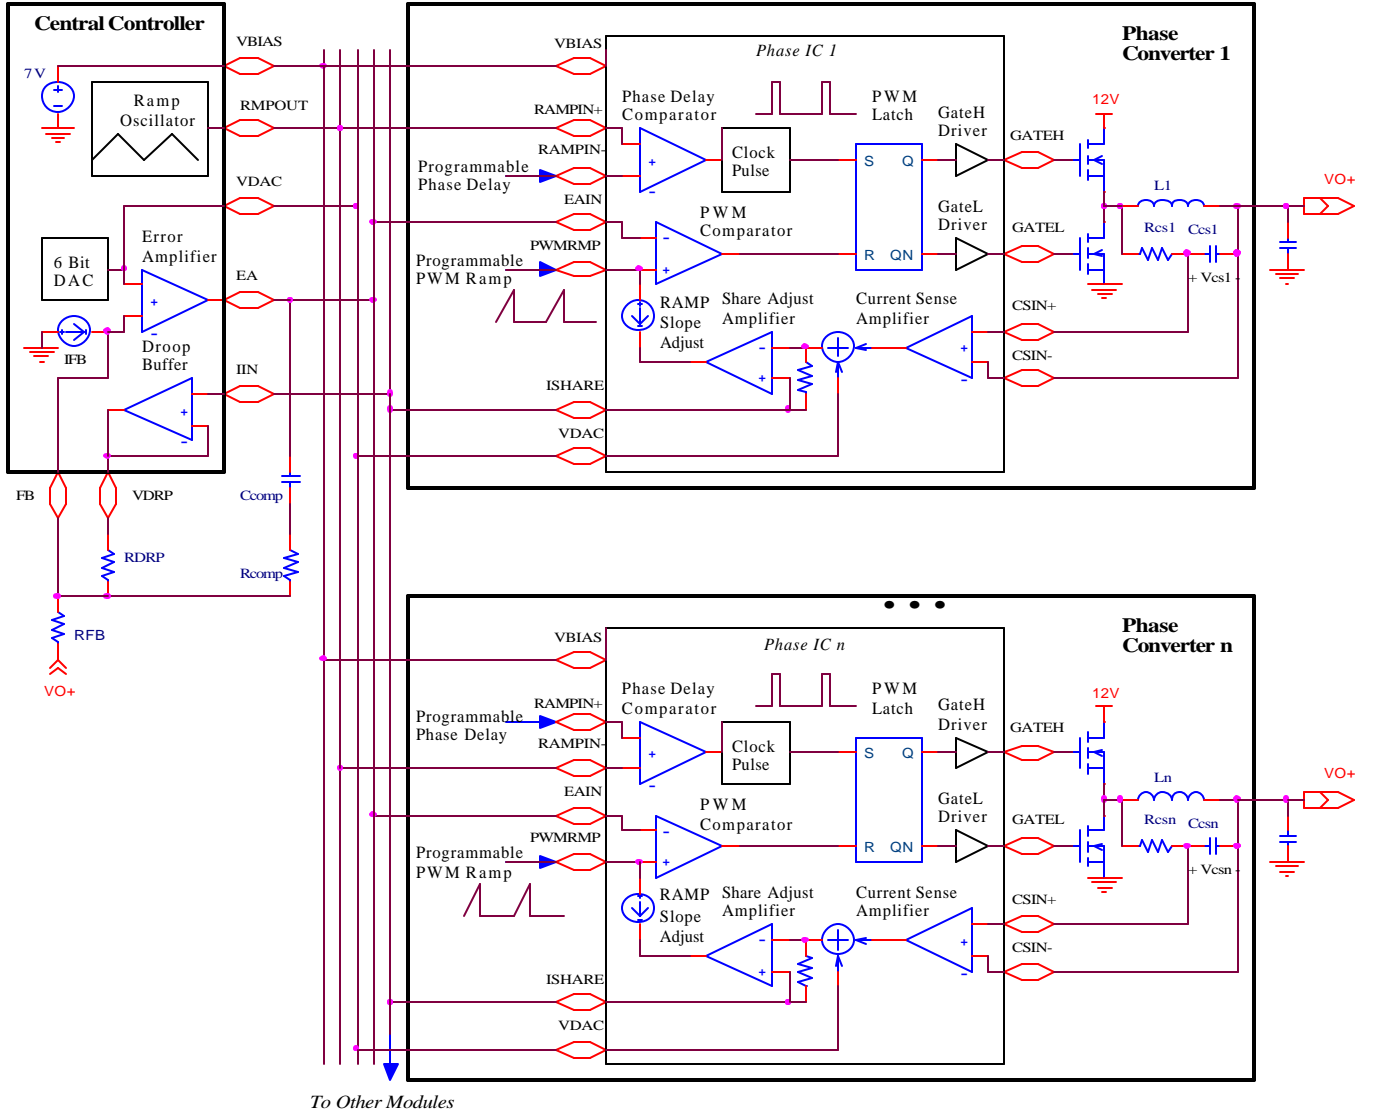 Central Controller
7V
Ramp
Oscillator
6 Bit
DAC
Error
Amplifier
IFB
Droop
Buffer
VBIAS
RMPOUT
VDAC
EA
IIN
FB
VDRP
RDRP
Ccomp
Rcomp
RFB
VO+
Phase
Converter 1
Phase IC 1
VBIAS
RAMPIN+
RAMPIN-
Programmable
Phase Delay
EAIN
PWMRMP
Programmable
PWM Ramp
ISHARE
VDAC
Phase Delay
Comparator
Clock
Pulse
PWM
Latch
S
Q
R
QN
GateH
Driver
GateL
Driver
PWM
Comparator
RAMP
Slope
Adjust
Share Adjust
Amplifier
Current Sense
Amplifier
GATEH
GATEL
CSIN+
CSIN-
12V
L1
Rcs1
Ccs1
+ Vcs1 -
VO+
Phase
Converter n
Phase IC n
VBIAS
RAMPIN+
Programmable
Phase Delay
RAMPIN-
EAIN
PWMRMP
Programmable
PWM Ramp
ISHARE
VDAC
Phase Delay
Comparator
Clock
Pulse
PWM
Latch
S
Q
R
QN
GateH
Driver
GateL
Driver
PWM
Comparator
RAMP
Slope
Adjust
Share Adjust
Amplifier
Current Sense
Amplifier
GATEH
GATEL
CSIN+
CSIN-
12V
Ln
Rcsn
Ccsn
+ Vcsn -
VO+
To Other Modules